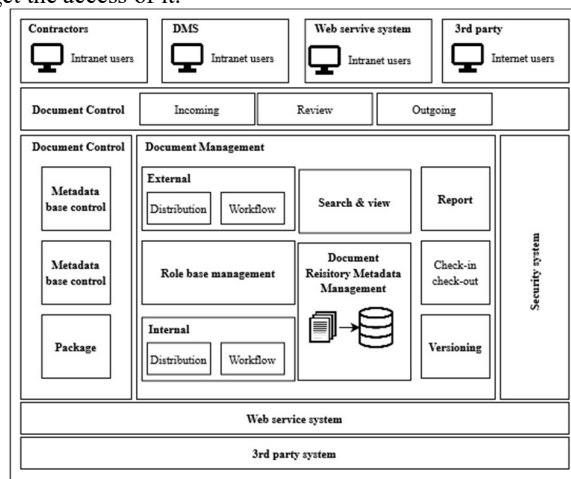 get the access of it.
Contractors
Intranet users
DMS
Intranet users
Web servive system
Intranet users
3rd party
Internet users
Document Control
Incoming
Review
Outgoing
Document Control
Metadata
base control
Metadata
base control
Package
Document Management
External
Distribution
Workflow
Search & view
Report
Role base management
Document
Reisitory Metadata
Management
Check-in
check-out
Internal
Distribution
Workflow
Versioning
Security system
Web service system
3rd party system